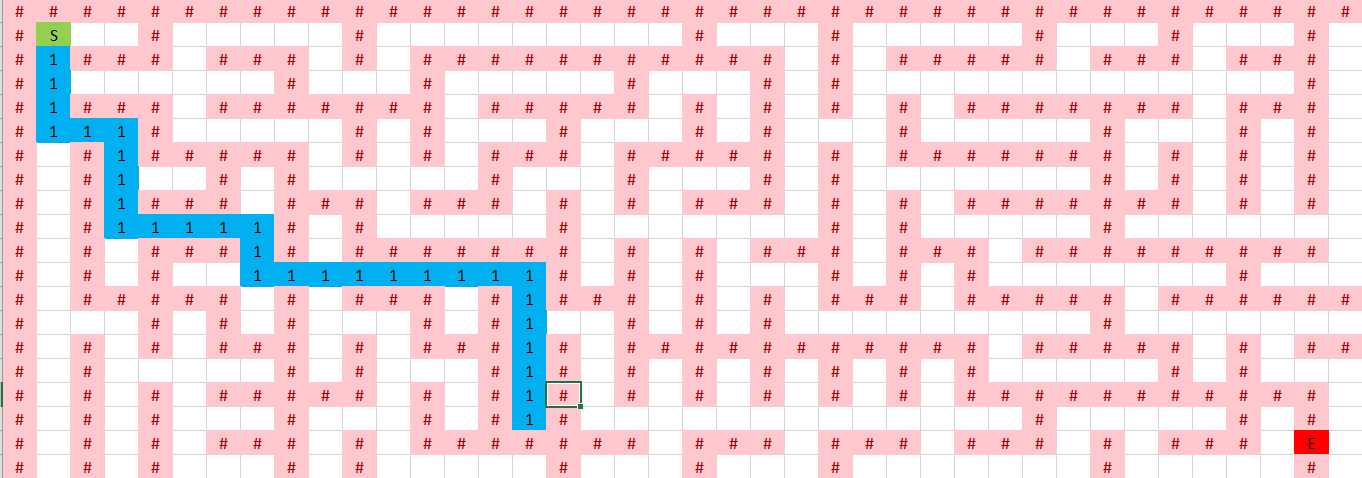 # # # # # # # # # # # # # # # # # # # # # # # # # # # # # # # # # # # # # # # #
# S # # # # # # #
# 1 # # # # # # # # # # # # # # # # # # # # # # # # # # # #
# 1 # # # # # #
# 1 # # # # # # # # # # # # # # # # # # # # # # # # # # # # #
# 1 1 1 # # # # # # # # # #
# # 1 # # # # # # # # # # # # # # # # # # # # # # # # # #
# # 1 # # # # # # # # # #
# # 1 # # # # # # # # # # # # # # # # # # # # # # # #
# # 1 1 1 1 1 # # # # # #
# # # # # 1 # # # # # # # # # # # # # # # # # # # # # # # # #
# # # 1 1 1 1 1 1 1 1 1 # # # # # # #
# # # # # # # # # # # 1 # # # # # # # # # # # # # # # # # # #
# # # # # # 1 # # # #
# # # # # # # # # # 1 # # # # # # # # # # # # # # # # # # # #
# # # # # 1 # # # # # # # # #
# # # # # # # # # # 1 # # # # # # # # # # # # # # # # #
# # # # # 1 # # # #
# # # # # # # # # # # # # # # # # # # # # # # # # # # E
# # # # # # # # # #